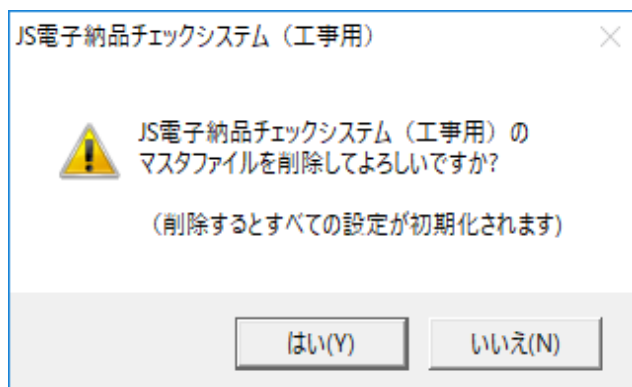 JS電子納品チェックシステム（工事用）
JS電子納品チェックシステム（工事用）の
マスタファイルを削除してよろしいですか?
（削除するとすべての設定が初期化されます)
はい(Y)
いいえ(N)